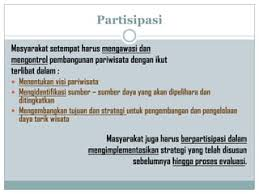 Partisipasi
Masyarakat setempat harus mengawasi dan
mengontrol pembangunan pariwisata dengan ikut
terlibat dalam :
Menentukan visi pariwisata
Mengidentifikasi sumber – sumber daya yang akan dipelihara dan
ditingkatkan
Mengembangkan tujuan dan strategi untuk pengembangan dan pengelolaan
daya tarik wisata
Masyarakat juga harus berpartisipasi dalam
mengimplementasikan strategi yang telah disusun
sebelumnya hingga proses evaluasi.